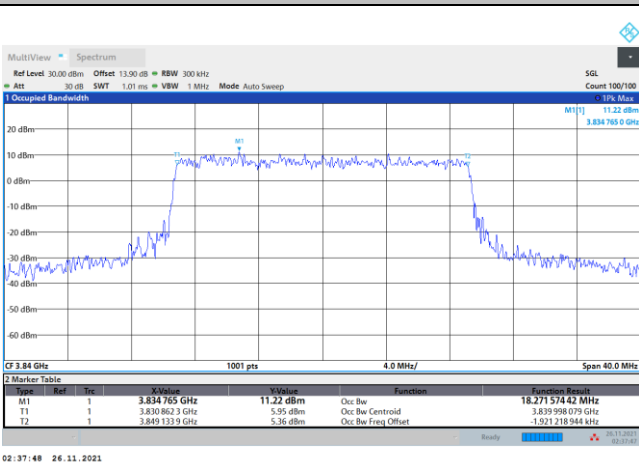 MultiView Spectrum
Ref Level 30.00 dBm Offset 13.90 dB RBW 300 kHz SGL
Att 30 dB SWT 1.01 ms VBW 1 MHz Mode Auto Sweep Count 100/100
1 Occupied Bandwidth 1Pk Max
M1[1] 11.22 dBm
3.834 765 0 GHz
20 dBm
M1
10 dBm
0 dBm
-10 dBm
-20 dBm
-30 dBm
-40 dBm
-50 dBm
-60 dBm
CF 3.84 GHz 1001 pts 4.0 MHz/ Span 40.0 MHz
2 Marker Table
Type Ref Trc X-Value Y-Value Function Function Result
M1 1 3.834 765 GHz 11.22 dBm Occ Bw 18.271 574 42 MHz
T1 1 3.830 862 3 GHz 5.95 dBm Occ Bw Centroid 3.839 998 079 GHz
T2 1 3.849 133 9 GHz 5.36 dBm Occ Bw Freq Offset -1.921 218 944 kHz
Ready 26.11.2021
02:37:47
02:37:48 26.11.2021